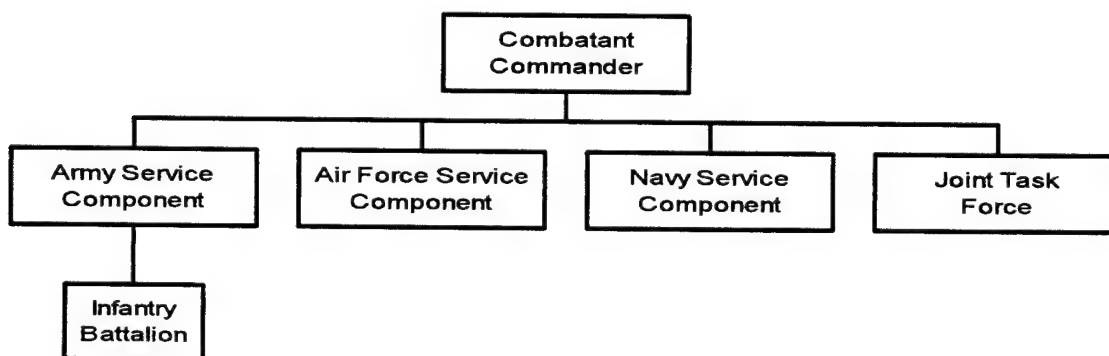 Combatant
Commander
Army Service
Component
Air Force Service
Component
Navy Service
Component
Joint Task
Force
Infantry
Battalion